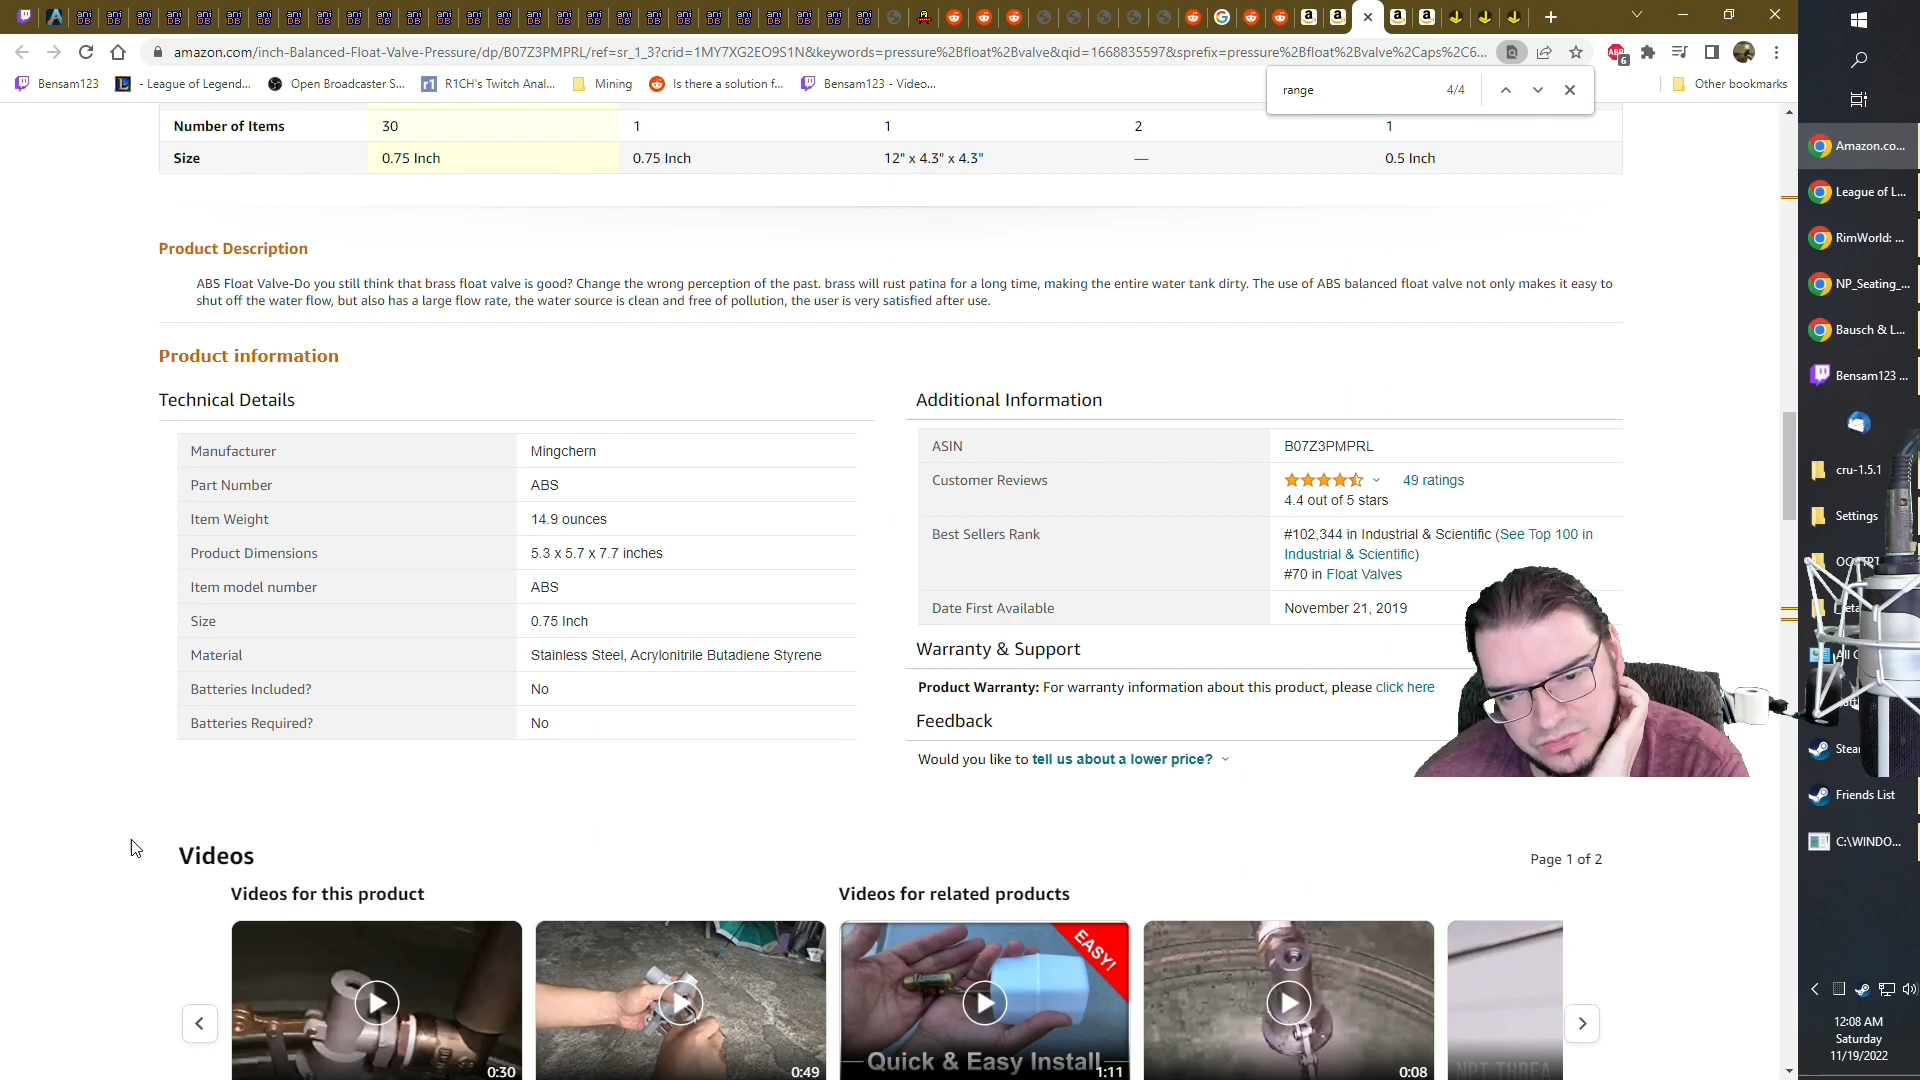 amazon.com/inch-Balanced-Float-Valve-Pressure/dp/B07Z3PMPRL/ref=sr_1_3?crid=1MY7XG2EO9S1N&keywords=pressure%2Bfloat%2Bvalve&qid=1668835597&sprefix=pressure%2Bfloat%2Bvalve%2Caps%2C6...
Bensam123
- League of Legend...
Open Broadcaster S...
R1CH's Twitch Anal...
Mining
Is there a solution f...
Bensam123 - Video...
Other bookmarks
range 4/4
Number of Items 30 1 1 2 1
Size 0.75 Inch 0.75 Inch 12" x 4.3" x 4.3" — 0.5 Inch
Product Description
ABS Float Valve-Do you still think that brass float valve is good? Change the wrong perception of the past. brass will rust patina for a long time, making the entire water tank dirty. The use of ABS balanced float valve not only makes it easy to
shut off the water flow, but also has a large flow rate, the water source is clean and free of pollution, the user is very satisfied after use.
Product information
Technical Details
Manufacturer Mingchern
Part Number ABS
Item Weight 14.9 ounces
Product Dimensions 5.3 x 5.7 x 7.7 inches
Item model number ABS
Size 0.75 Inch
Material Stainless Steel, Acrylonitrile Butadiene Styrene
Batteries Included? No
Batteries Required? No
Additional Information
ASIN B07Z3PMPRL
Customer Reviews 49 ratings
4.4 out of 5 stars
Best Sellers Rank #102,344 in Industrial & Scientific (See Top 100 in
Industrial & Scientific)
#70 in Float Valves
Date First Available November 21, 2019
Warranty & Support
Product Warranty: For warranty information about this product, please click here
Feedback
Would you like to tell us about a lower price?
Videos
Page 1 of 2
Videos for this product
Videos for related products
0:30
0:49
EASY!
Quick & Easy Install
1:11
0:08
NPT THREA
Amazon.co...
League of L...
RimWorld: ...
NP_Seating_...
Bausch & L...
Bensam123 ...
cru-1.5.1
Settings
All C
Stea
Friends List
C:\WINDO...
12:08 AM
Saturday
11/19/2022